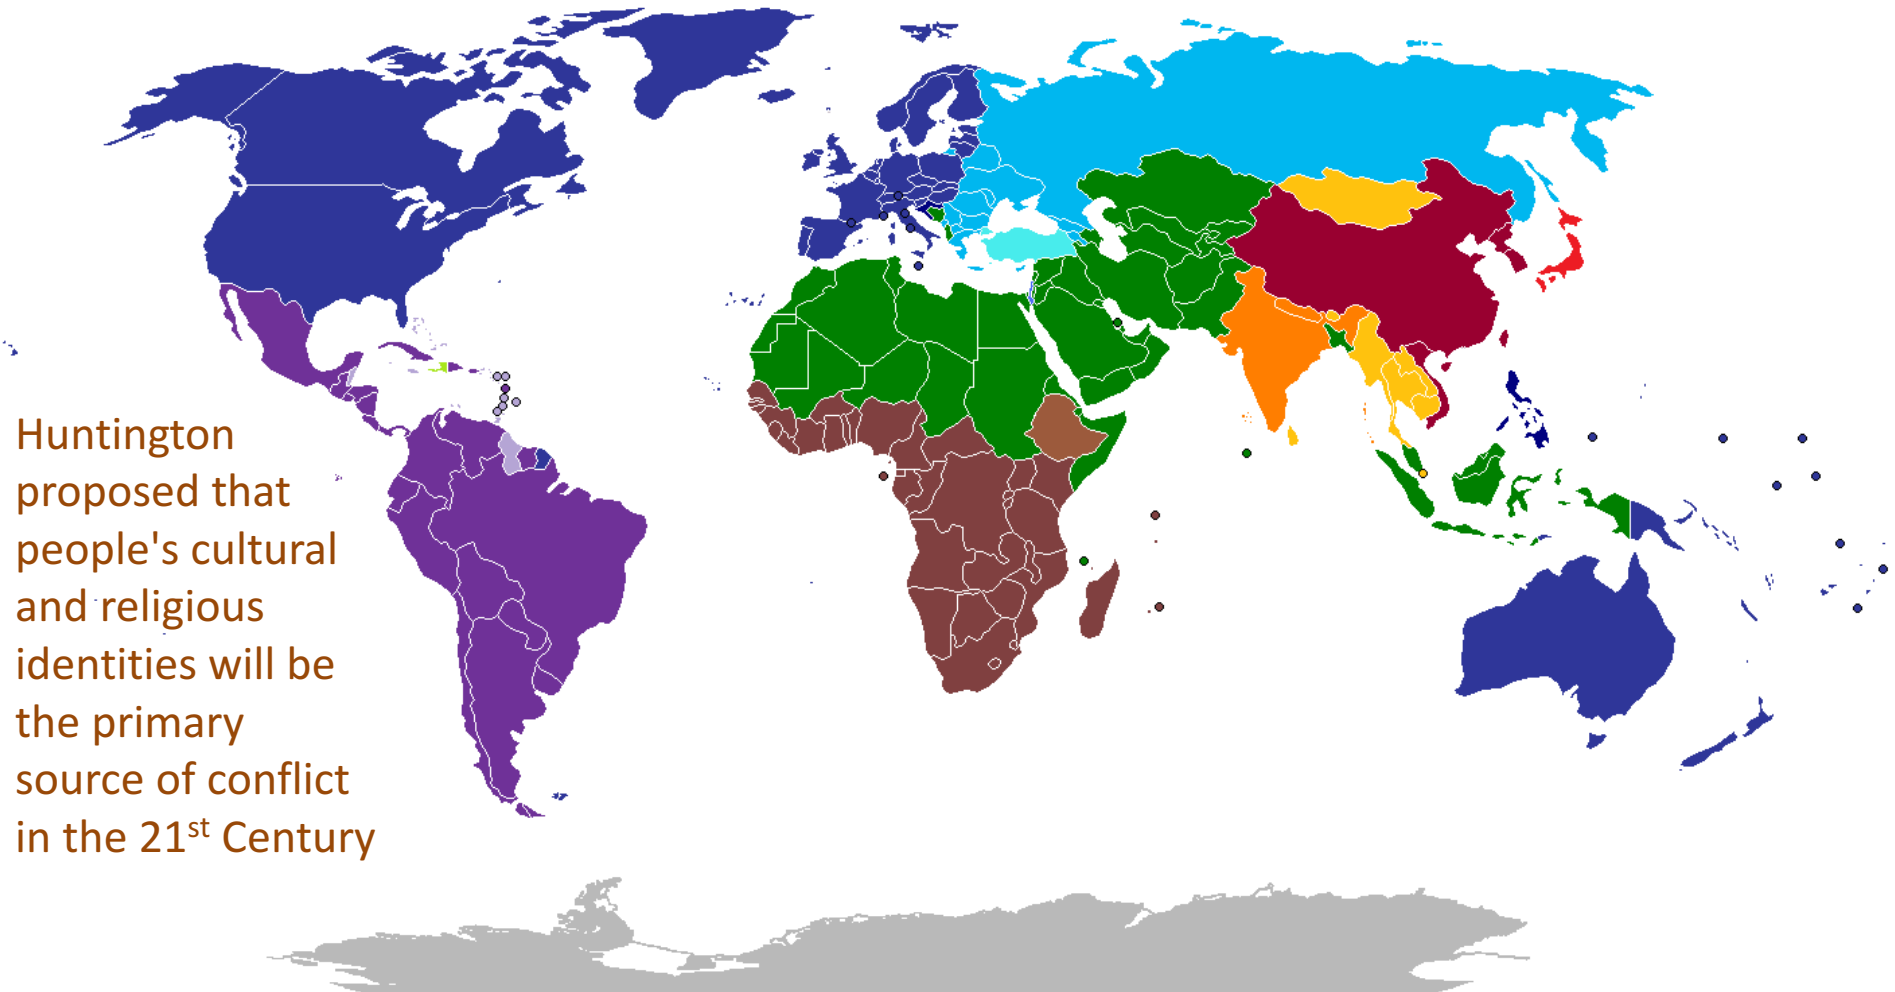 Huntington
proposed that
people's cultural
and religious
identities will be
the primary
source of conflict
in the 21st Century